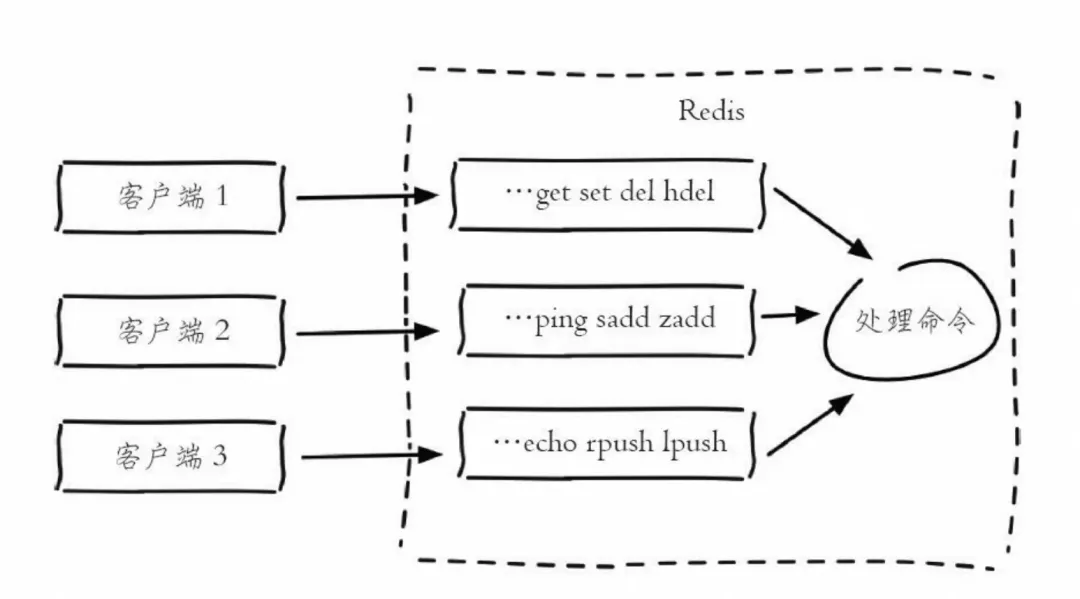 Redis
客户端 1
…get set del hdel
客户端 2
…ping sadd zadd
处理命令
客户端 3
…echo rpush lpush